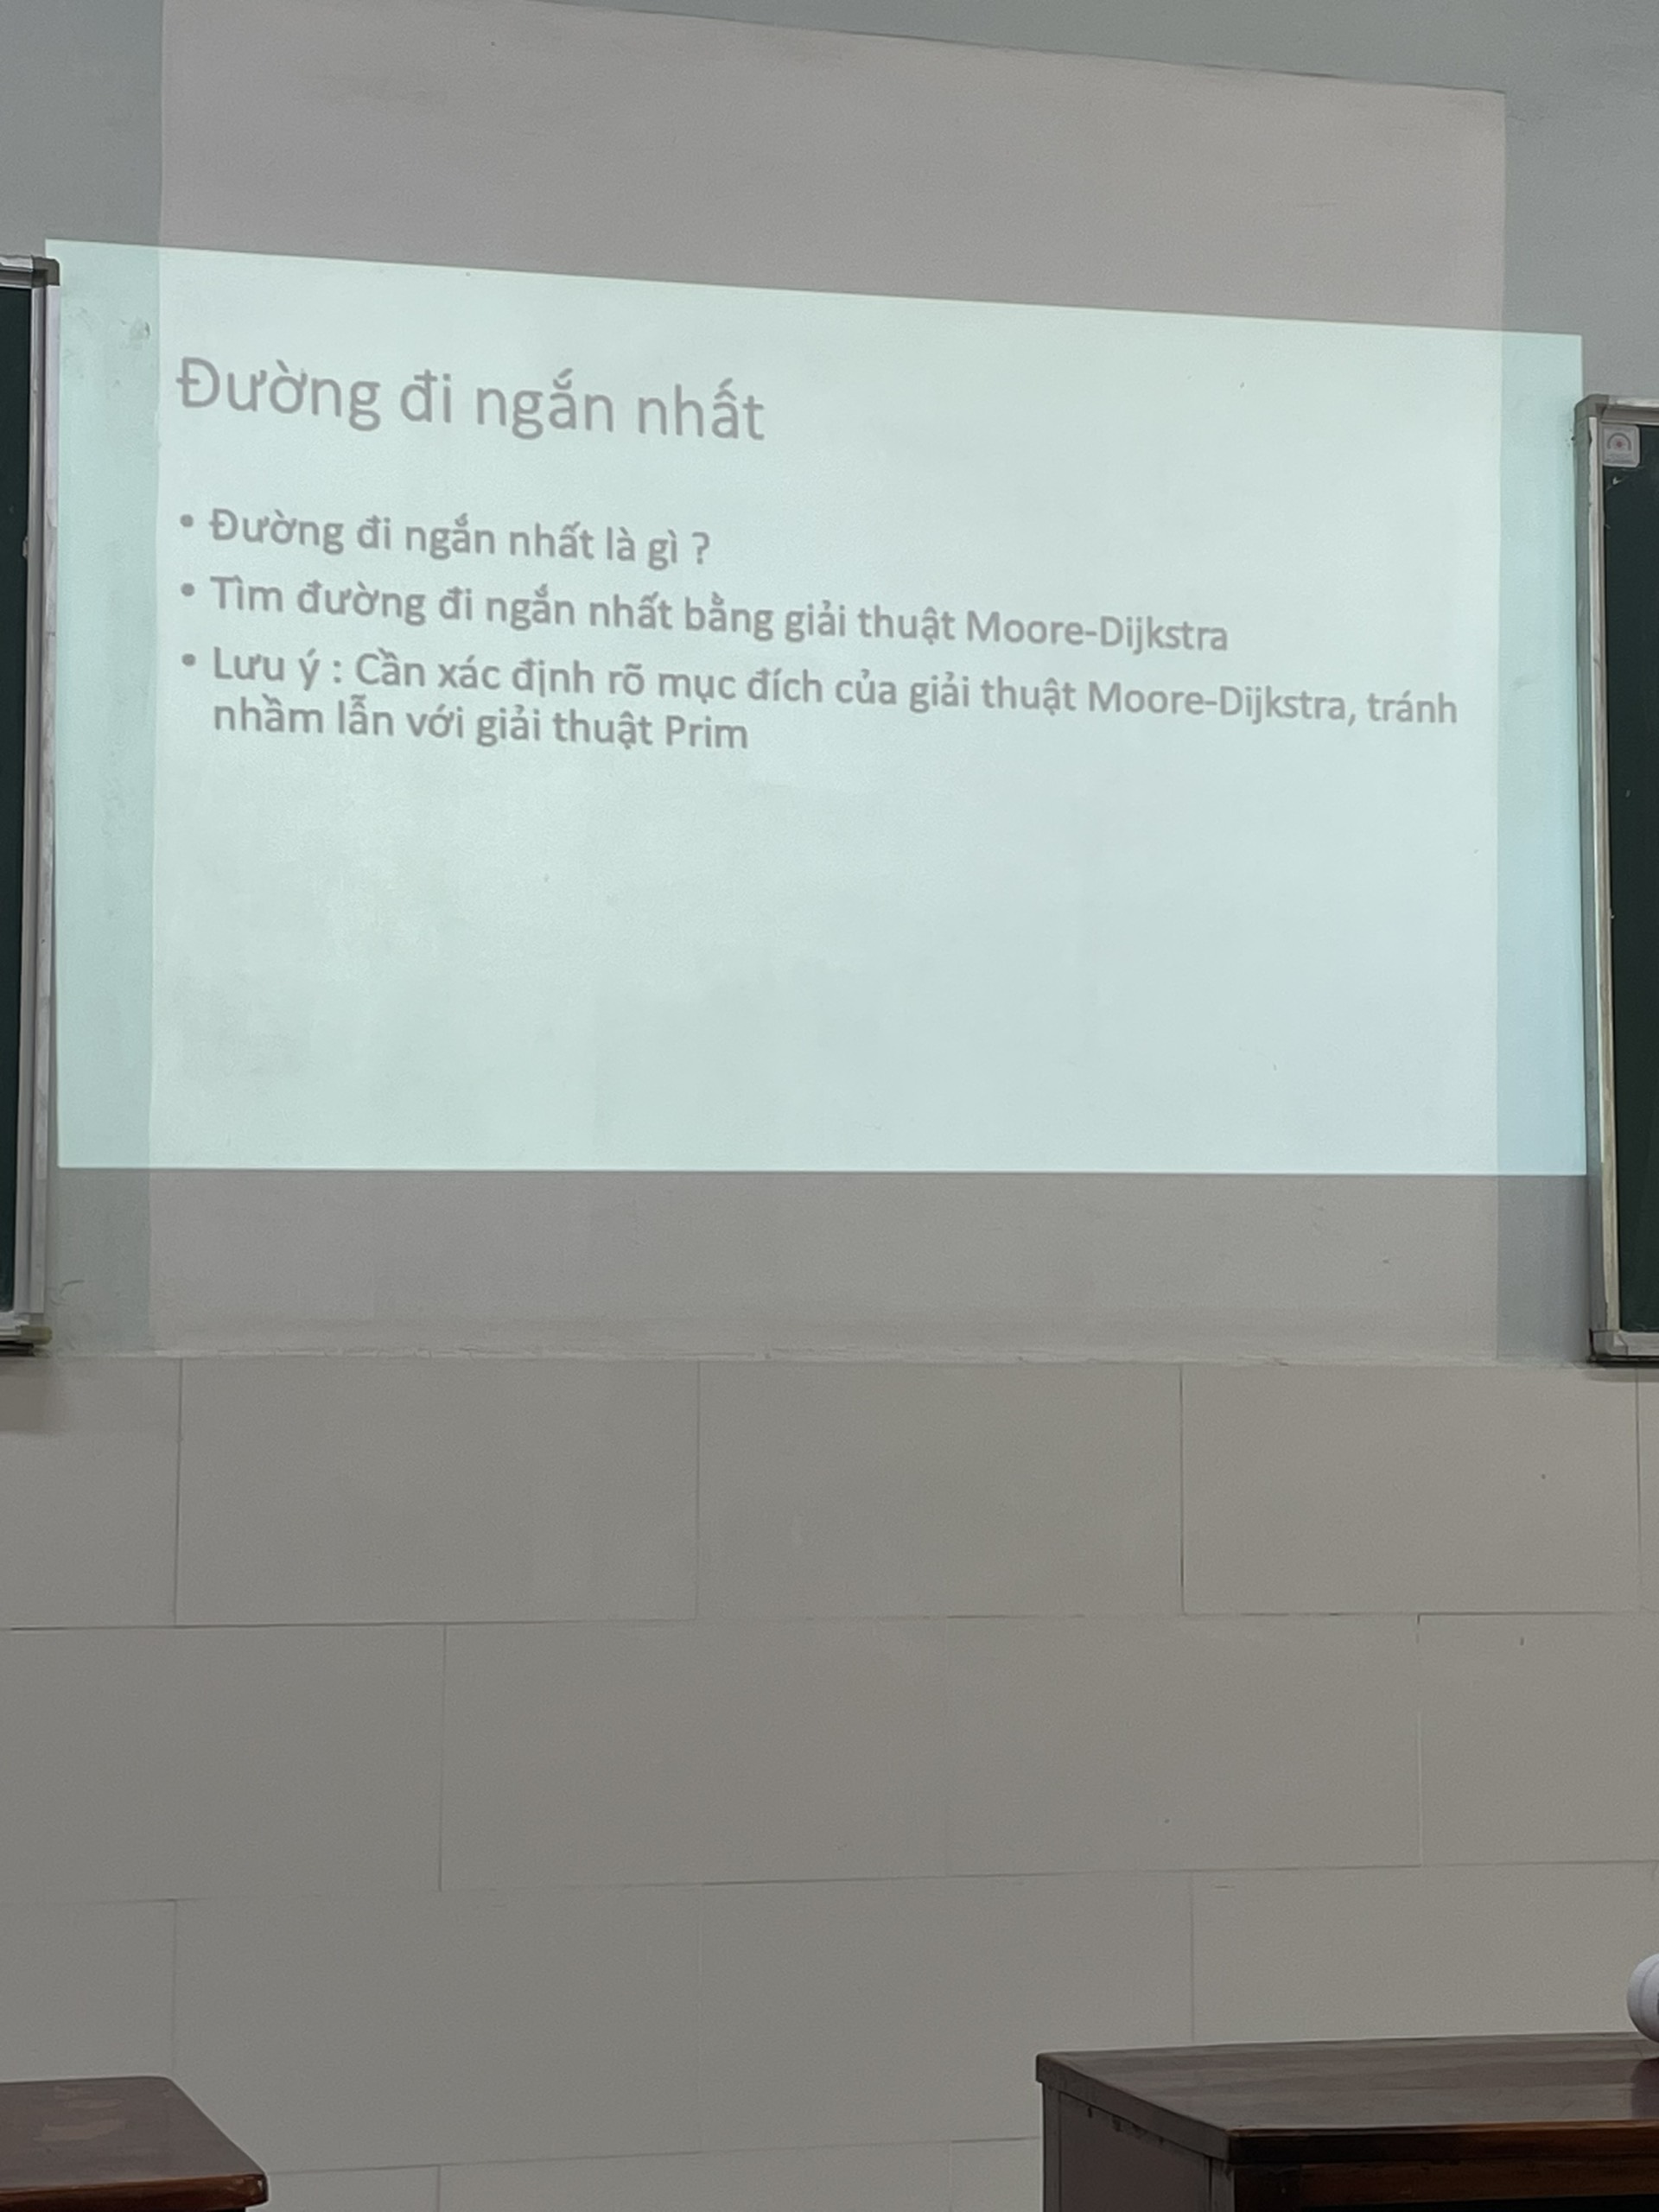 Đường đi ngắn nhất
• Đường đi ngắn nhất là gì ?
• Tìm đường đi ngắn nhất bằng giải thuật Moore-Dijkstra
• Lưu ý : Cần xác định rõ mục đích của giải thuật Moore-Dijkstra, tránh
nhầm lẫn với giải thuật Prim